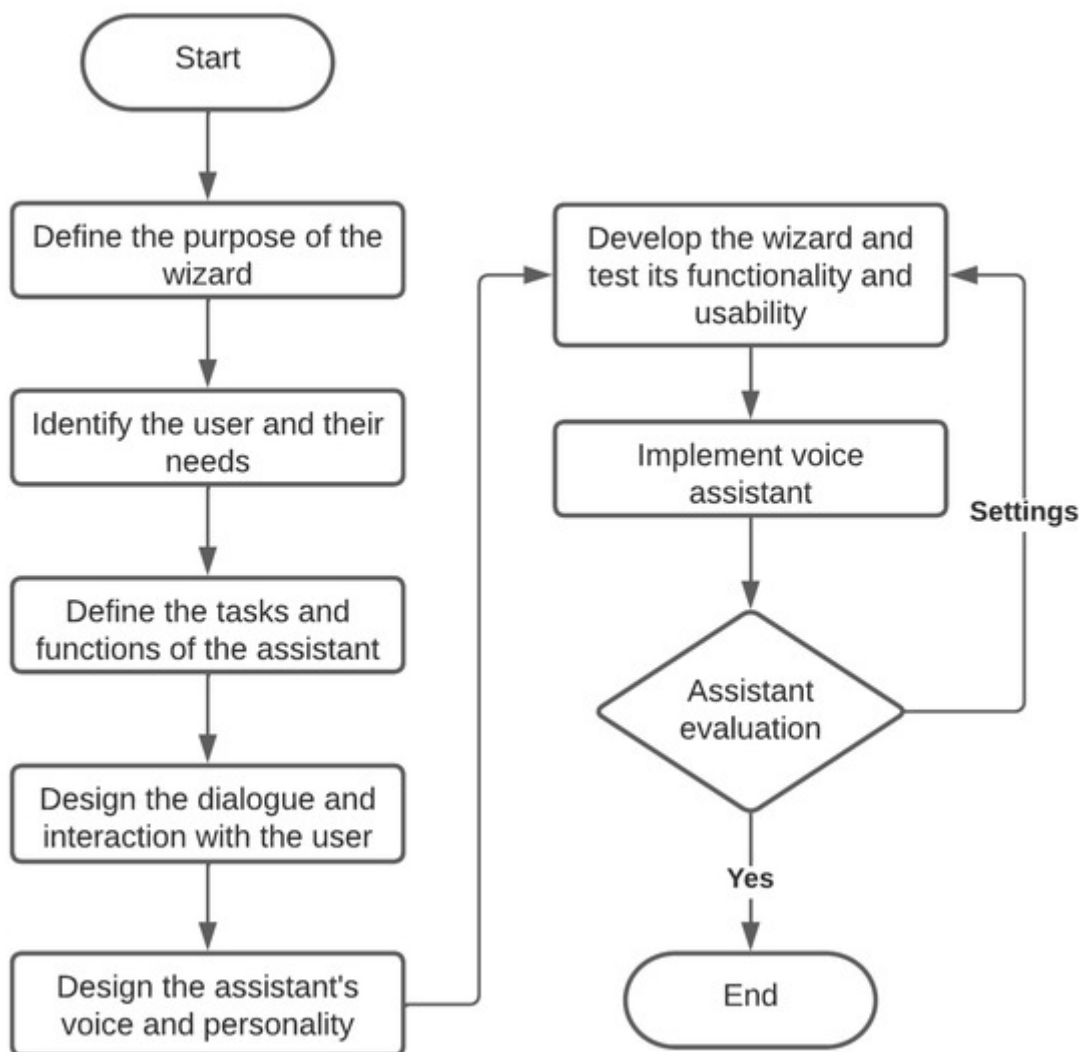 Start
Define the purpose of the
wizard
Identify the user and their
needs
Define the tasks and
functions of the assistant
Design the dialogue and
interaction with the user
Design the assistant's
voice and personality
Develop the wizard and
test its functionality and
usability
Implement voice
assistant
Settings
Assistant
evaluation
Yes
End